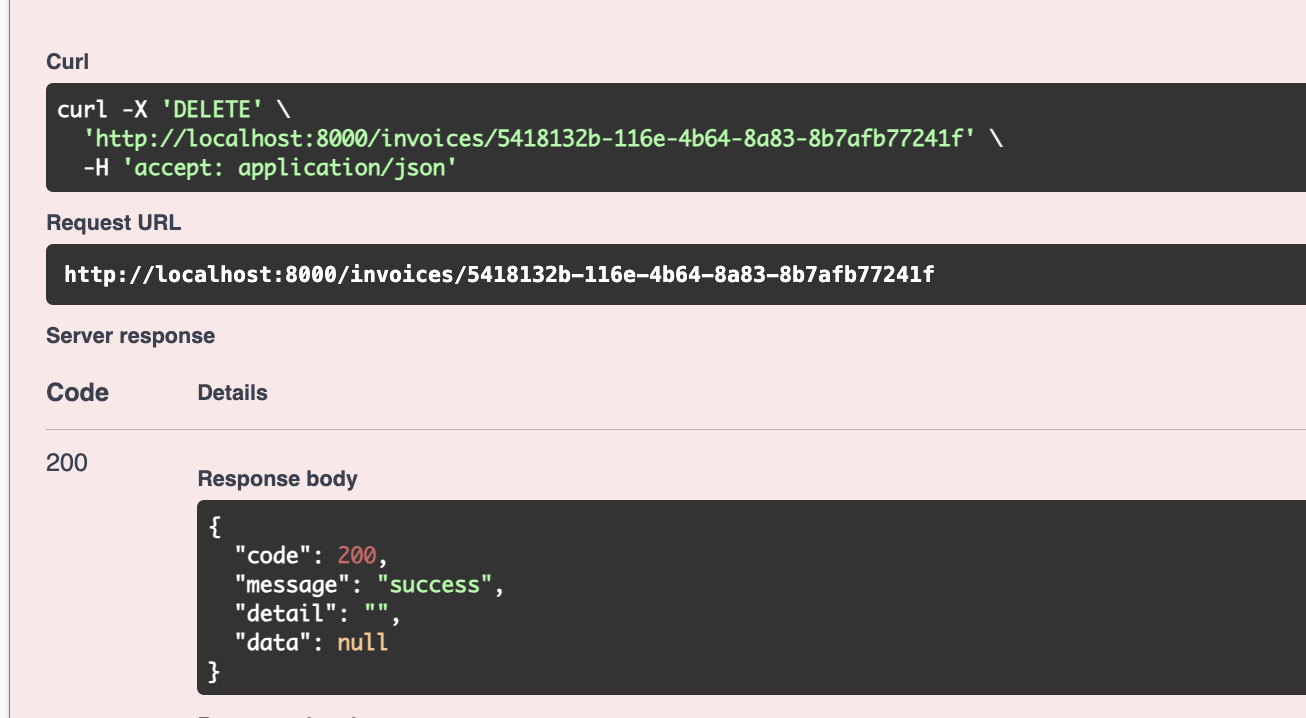 Curl
curl -X 'DELETE' \
  'http://localhost:8000/invoices/5418132b-116e-4b64-8a83-8b7afb77241f' \
  -H 'accept: application/json'
Request URL
http://localhost:8000/invoices/5418132b-116e-4b64-8a83-8b7afb77241f
Server response
Code Details
200
Response body
{
  "code": 200,
  "message": "success",
  "detail": "",
  "data": null
}